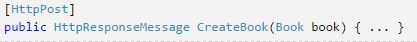 [HttpPost]
public HttpResponseMessage CreateBook(Book book) { ... }